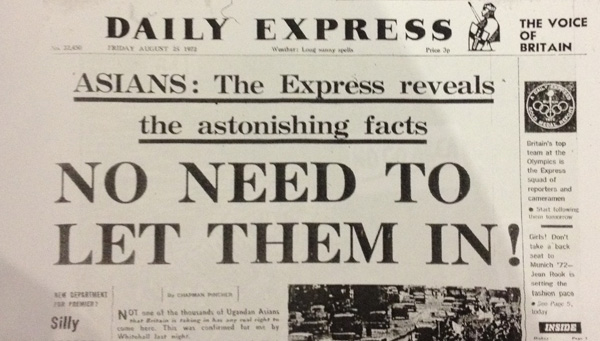 DAILY EXPRESS
THE VOICE
OF
BRITAIN
FRIDAY AUGUST 25 1972
Weather: Long sunny spells
Price 3p
ASIANS: The Express reveals
the astonishing facts
NO NEED TO
LET THEM IN!
NEW DEPARTMENT
FOR PREMIER?
Silly
By CHAPMAN PINCHER
NOT one of the thousands of Ugandan Asians
that Britain is taking in has any real right to
come here. This was confirmed for me by
Whitehall last night.
Britain's top
team at the
Olympics is
the Express
squad of
reporters and
cameramen
Start following
them tomorrow
Girls! Don't
take a back
seat to
Munich '72—
Jean Rook is
setting the
fashion pace
See Page 5,
today
INSIDE